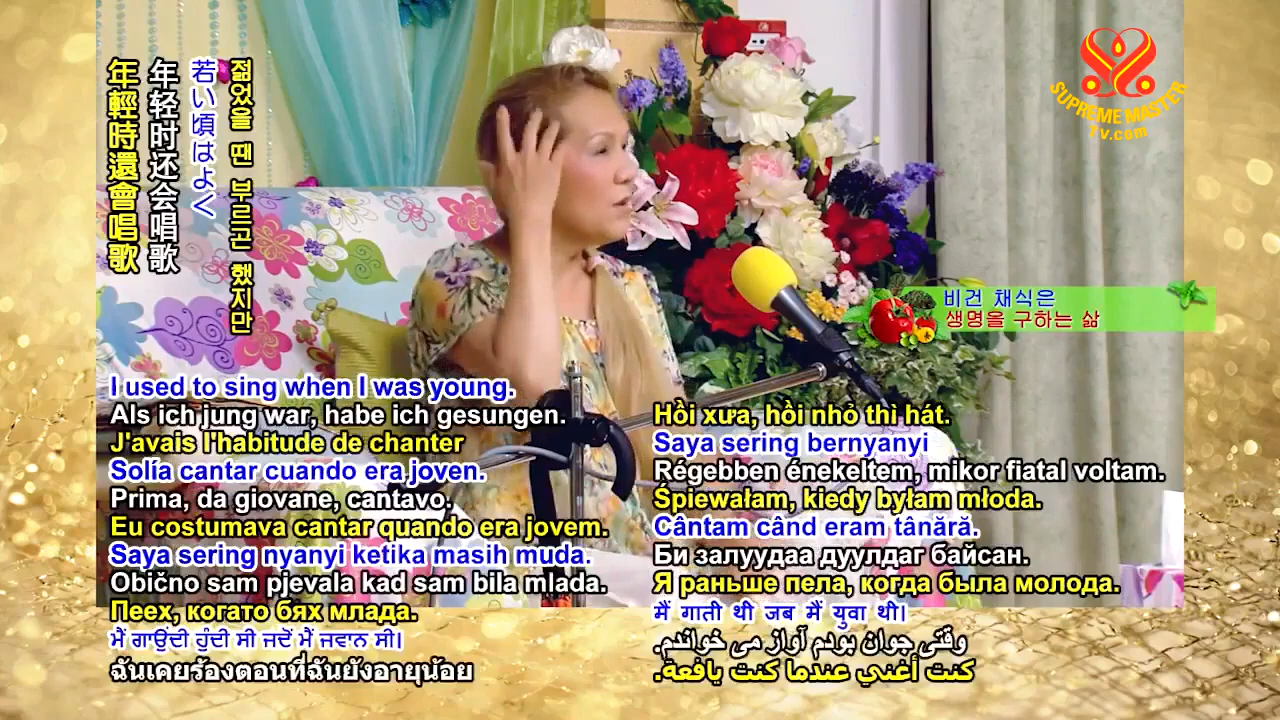 SUPREME MASTER
TV.com
年輕時還會唱歌
年轻时还会唱歌
若い頃はよく
젊었을 땐 부르곤 했지만
비건 채식은
생명을 구하는 삶
I used to sing when I was young.
Als ich jung war, habe ich gesungen.
J'avais l'habitude de chanter
Solía cantar cuando era joven.
Prima, da giovane, cantavo.
Eu costumava cantar quando era jovem.
Saya sering nyanyi ketika masih muda.
Obično sam pjevala kad sam bila mlada.
Пеех, когато бях млада.
ਮੈਂ ਗਾਉਂਦੀ ਹੁੰਦੀ ਸੀ ਜਦੋਂ ਮੈਂ ਜਵਾਨ ਸੀ।
ฉันเคยร้องตอนที่ฉันยังอายุน้อย
Hồi xưa, hồi nhỏ thì hát.
Saya sering bernyanyi
Régebben énekeltem, mikor fiatal voltam.
Śpiewałam, kiedy byłam młoda.
Cântam când eram tânără.
Би залуудаа дуулдаг байсан.
Я раньше пела, когда была молода.
मैं गाती थी जब मैं युवा थी।
وقتی جوان بودم آواز می خواندم.
كنت أغني عندما كنت يافعة.